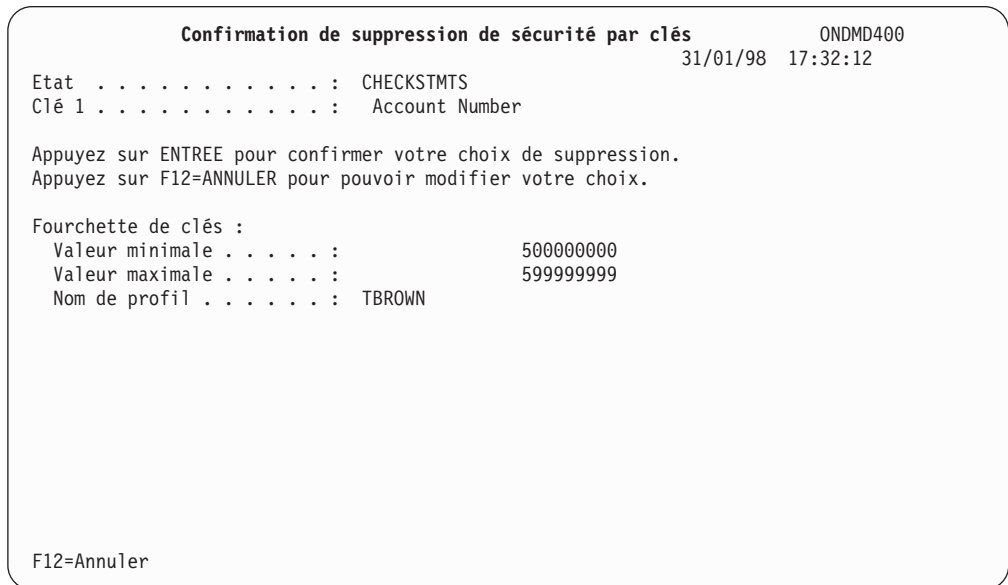 Confirmation de suppression de sécurité par clés ONDMD400
31/01/98 17:32:12
Etat . . . . . . . . . . . : CHECKSTMTS
Clé 1 . . . . . . . . . . . : Account Number
Appuyez sur ENTREE pour confirmer votre choix de suppression.
Appuyez sur F12=ANNULER pour pouvoir modifier votre choix.
Fourchette de clés :
Valeur minimale . . . . . : 500000000
Valeur maximale . . . . . : 599999999
Nom de profil . . . . . . : TBROWN
F12=Annuler